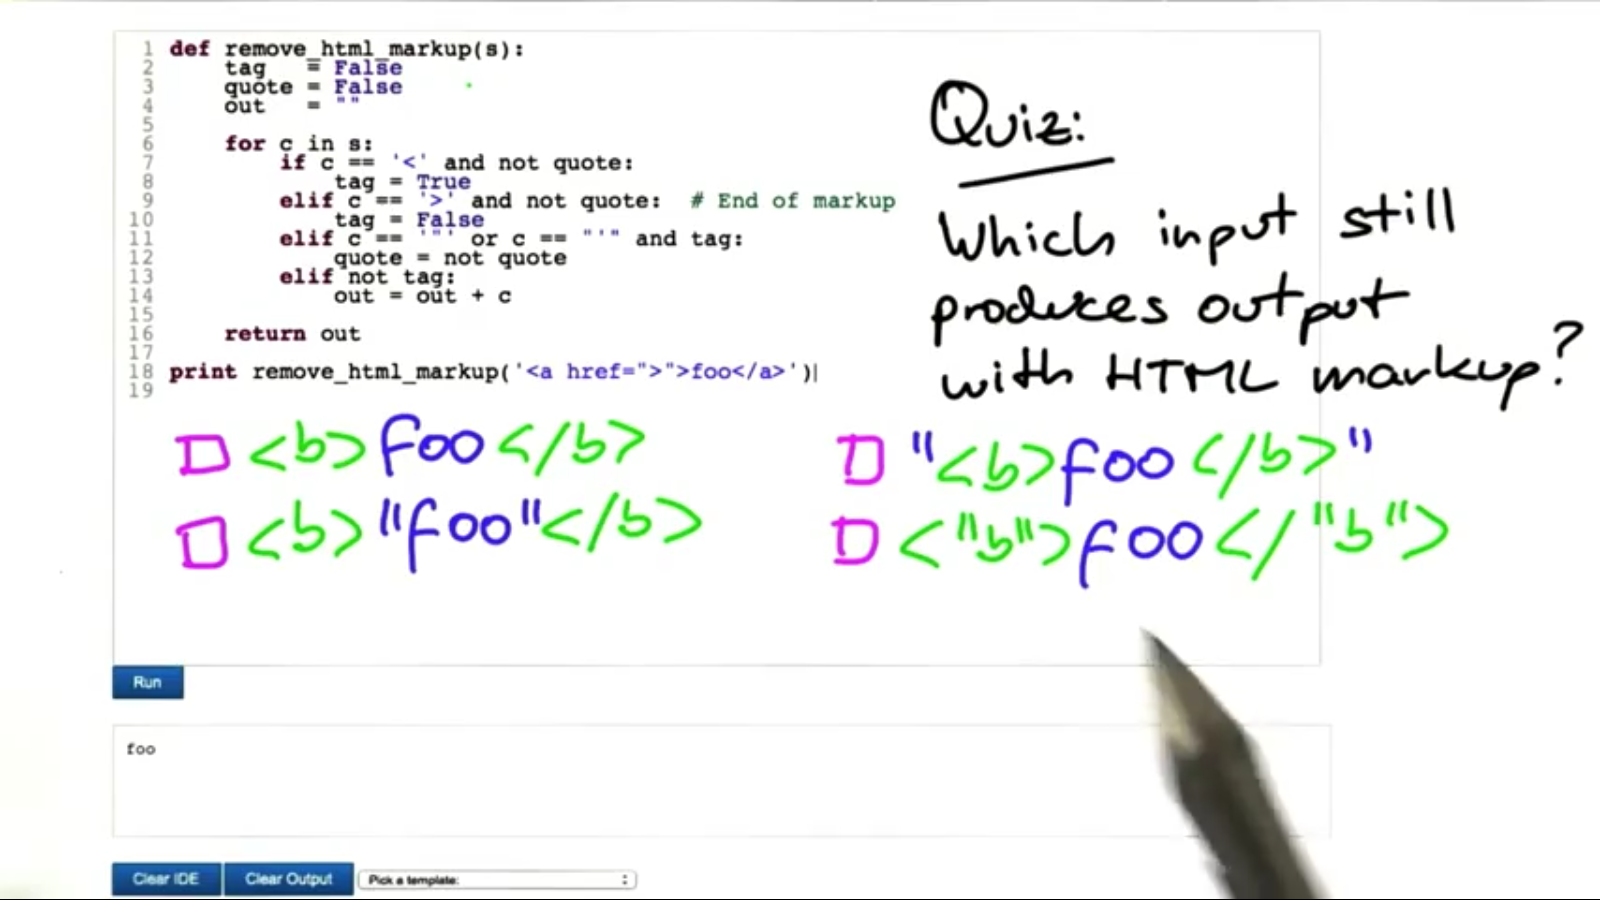 1 def remove_html_markup(s):
2     tag   = False
3     quote = False
4     out   = ""
5
6     for c in s:
7         if c == '<' and not quote:
8             tag = True
9         elif c == '>' and not quote:  # End of markup
10             tag = False
11         elif c == '"' or c == "'" and tag:
12             quote = not quote
13         elif not tag:
14             out = out + c
15
16     return out
17
18 print remove_html_markup('<a href=">">foo</a>')
19
Quiz:
Which input still
produces output
with HTML markup?
<b>foo</b>
"<b>foo</b>"
<b>"foo"</b>
<"b">foo</"b">
Run
foo
Clear IDE
Clear Output
Pick a template: